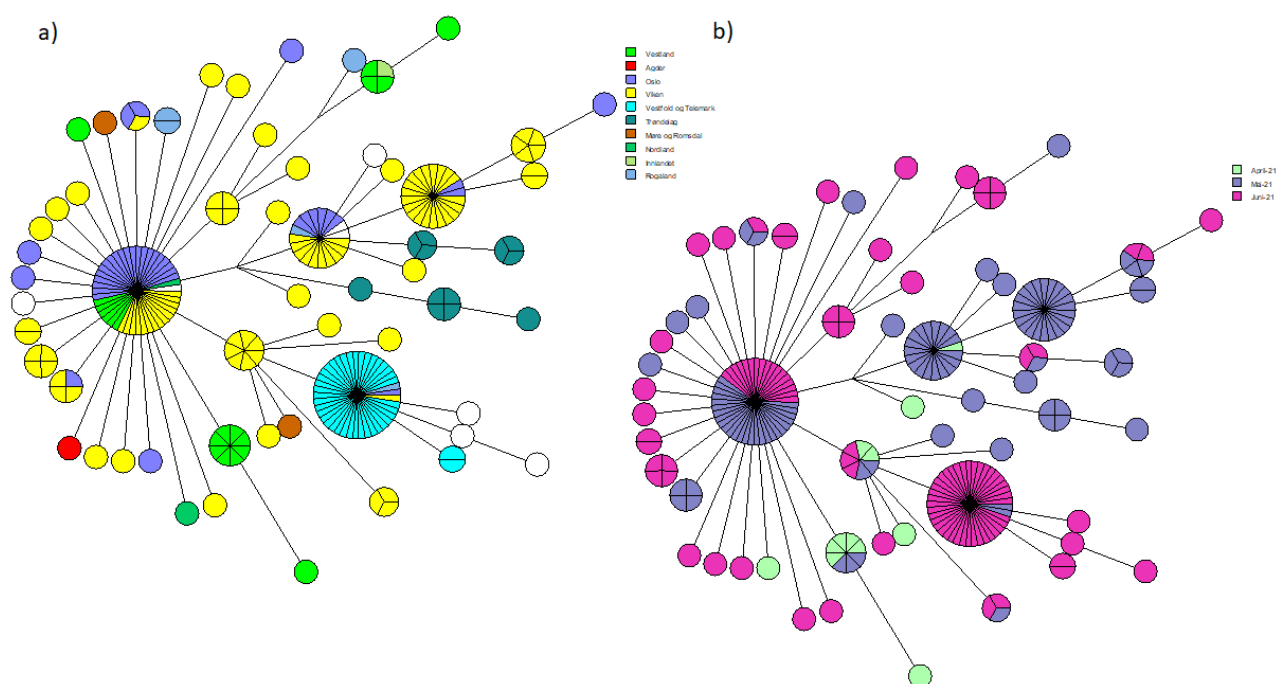 a)
Vestland
Agder
Oslo
Viken
Vestfold og Telemark
Trøndelag
Møre og Romsdal
Nordland
Innlandet
Rogaland
b)
April-21
Mai-21
Juni-21